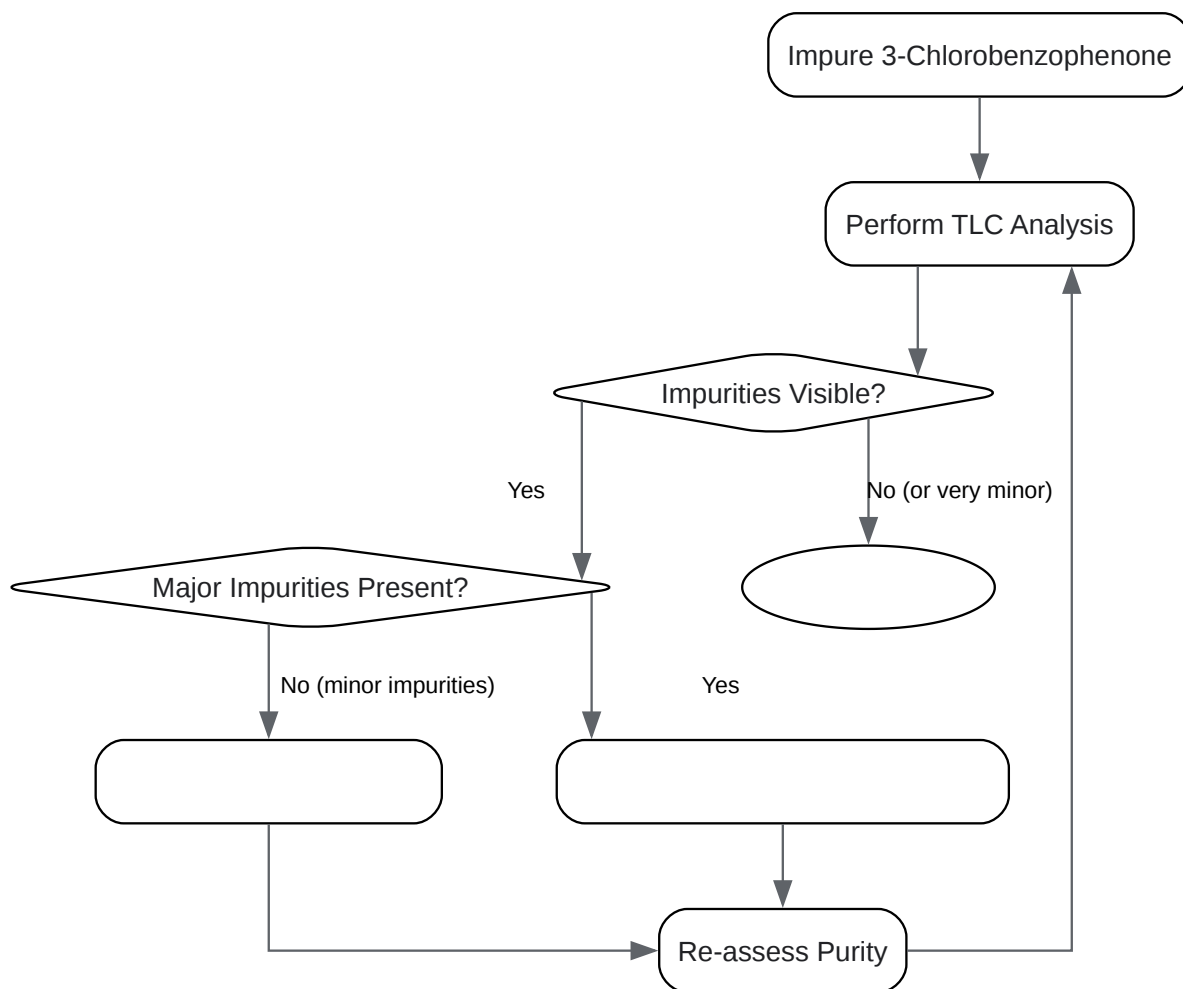 Impure 3-Chlorobenzophenone
Perform TLC Analysis
Impurities Visible?
Yes
No (or very minor)
Major Impurities Present?
No (minor impurities)
Yes
Re-assess Purity